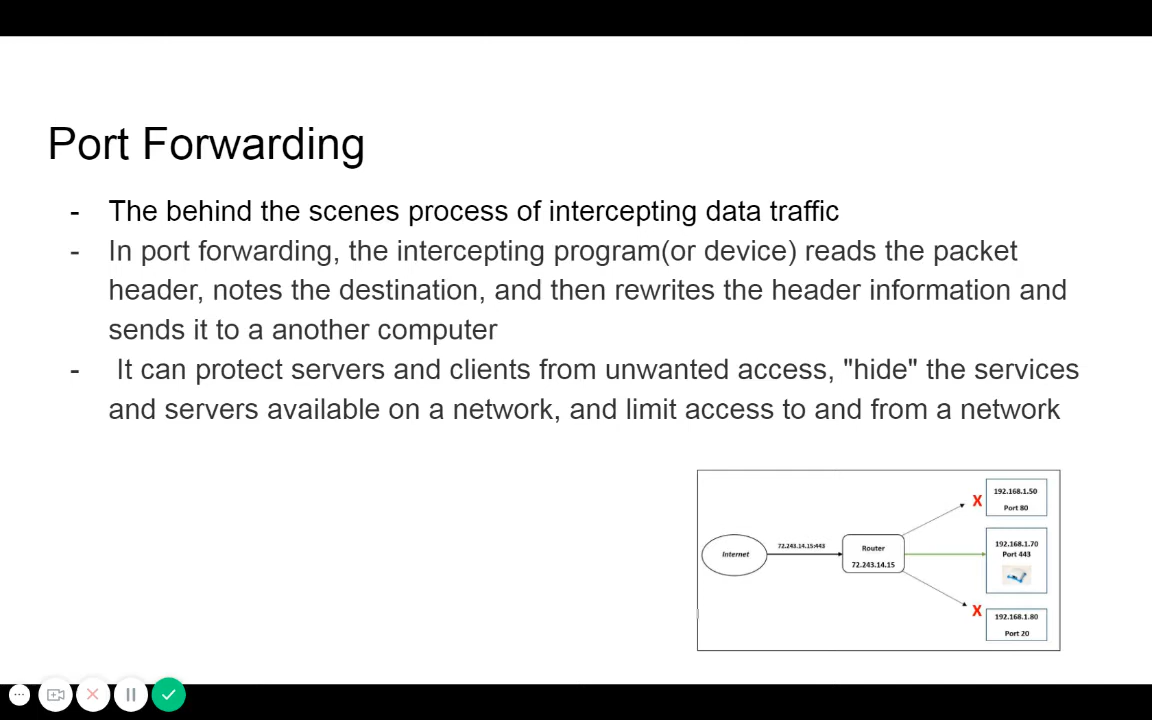 Port Forwarding
- The behind the scenes process of intercepting data traffic
- In port forwarding, the intercepting program(or device) reads the packet
header, notes the destination, and then rewrites the header information and
sends it to a another computer
- It can protect servers and clients from unwanted access, "hide" the services
and servers available on a network, and limit access to and from a network
Internet
72.243.14.15:443
Router
72.243.14.15
X
192.168.1.50
Port 80
192.168.1.70
Port 443
X
192.168.1.80
Port 20